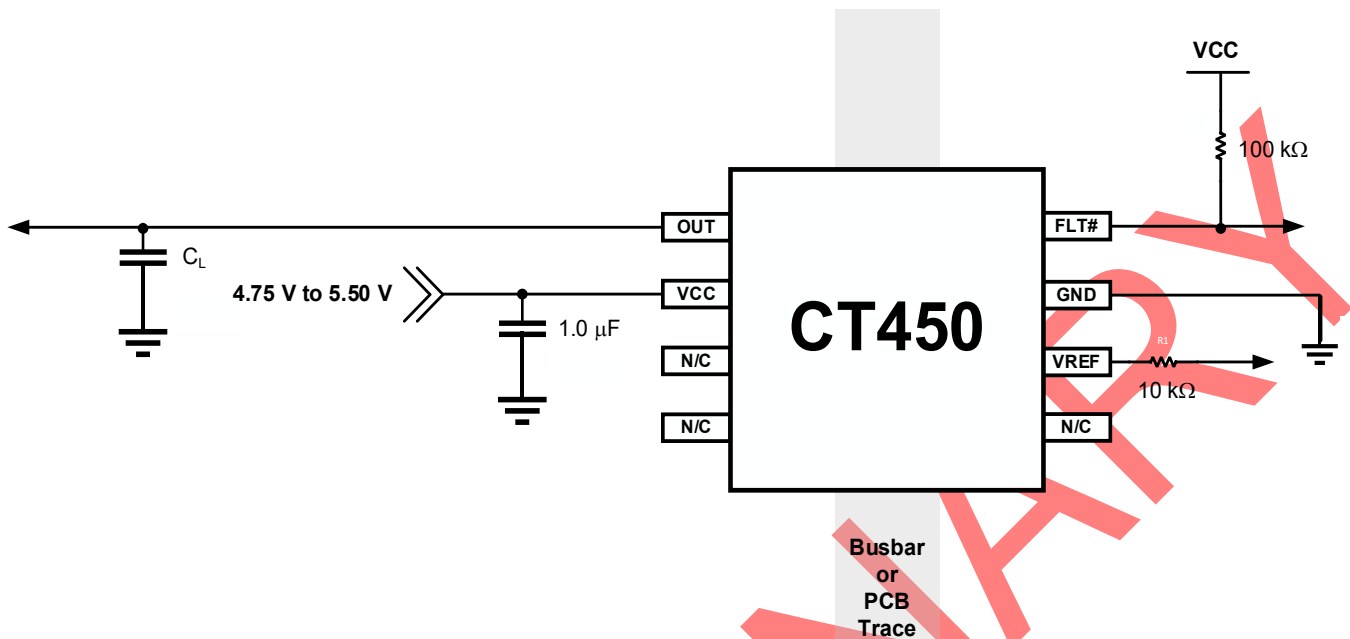 VCC
100 kΩ
OUT
FLT#
C_L
4.75 V to 5.50 V
VCC
GND
1.0 μF
CT450
N/C
VREF
R1
10 kΩ
N/C
N/C
Busbar
or
PCB
Trace